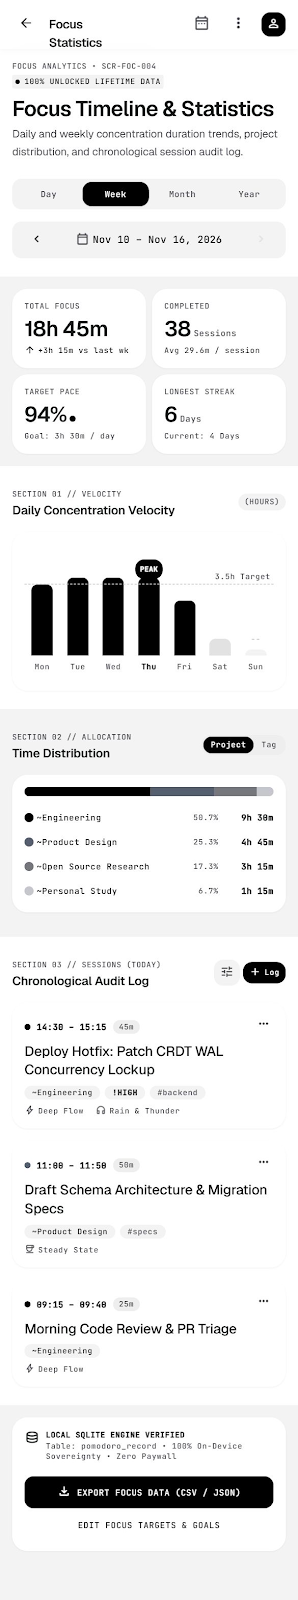 Focus
Statistics
FOCUS ANALYTICS • SCR-FOC-004
● 100% UNLOCKED LIFETIME DATA
Focus Timeline & Statistics
Daily and weekly concentration duration trends, project
distribution, and chronological session audit log.
Day Week Month Year
Nov 10 – Nov 16, 2026
TOTAL FOCUS
18h 45m
+3h 15m vs last wk
COMPLETED
38 Sessions
Avg 29.6m / session
TARGET PACE
94%
Goal: 3h 30m / day
LONGEST STREAK
6 Days
Current: 4 Days
SECTION 01 // VELOCITY
Daily Concentration Velocity
(HOURS)
PEAK
3.5h Target
--
Mon Tue Wed Thu Fri Sat Sun
SECTION 02 // ALLOCATION
Time Distribution
Project Tag
~Engineering 50.7% 9h 30m
~Product Design 25.3% 4h 45m
~Open Source Research 17.3% 3h 15m
~Personal Study 6.7% 1h 15m
SECTION 03 // SESSIONS (TODAY)
Chronological Audit Log
+ Log
14:30 – 15:15 45m
Deploy Hotfix: Patch CRDT WAL
Concurrency Lockup
~Engineering !HIGH #backend
Deep Flow Rain & Thunder
11:00 – 11:50 50m
Draft Schema Architecture & Migration
Specs
~Product Design #specs
Steady State
09:15 – 09:40 25m
Morning Code Review & PR Triage
~Engineering
Deep Flow
LOCAL SQLITE ENGINE VERIFIED
Table: pomodoro_record • 100% On-Device
Sovereignty • Zero Paywall
EXPORT FOCUS DATA (CSV / JSON)
EDIT FOCUS TARGETS & GOALS